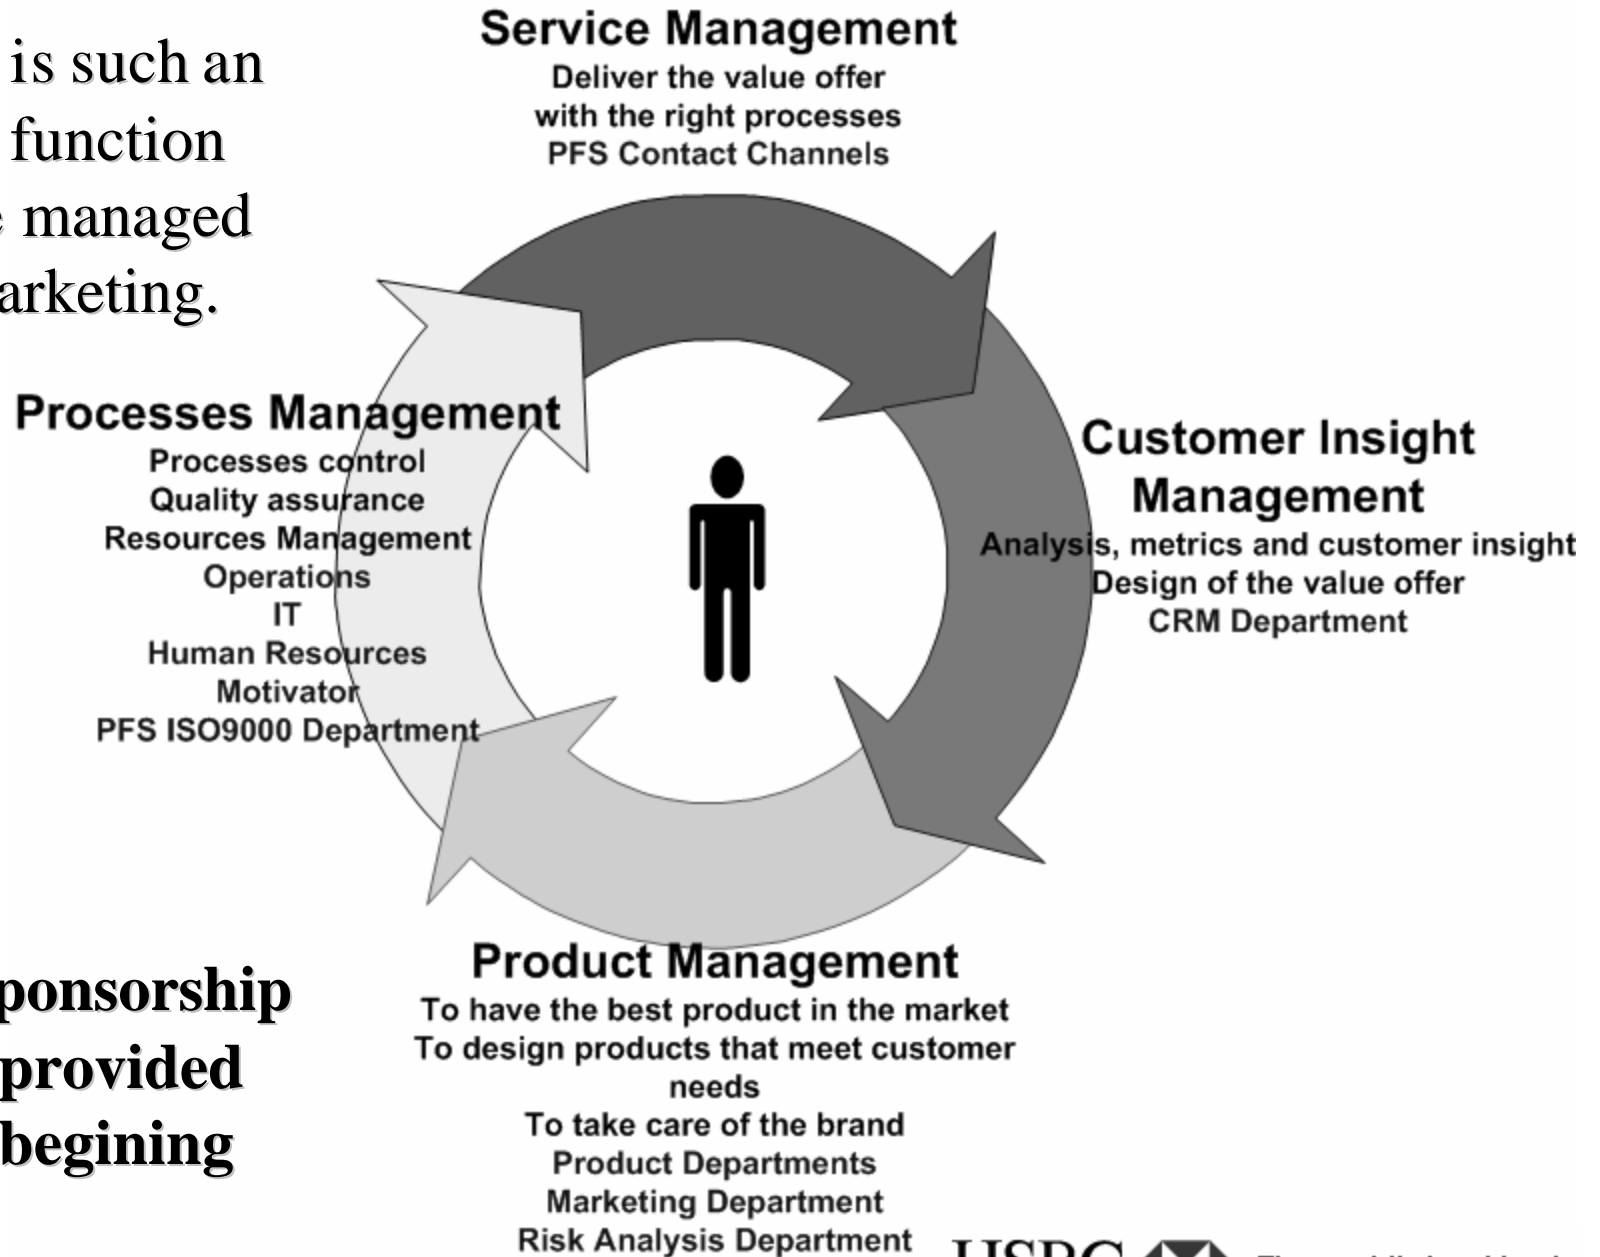 is such an
function
managed
arketing.
Service Management
Deliver the value offer
with the right processes
PFS Contact Channels
Processes Management
Processes control
Quality assurance
Resources Management
Operations
IT
Human Resources
Motivator
PFS ISO9000 Department
Customer Insight
Management
Analysis, metrics and customer insight
Design of the value offer
CRM Department
ponsorship
provided
begining
Product Management
To have the best product in the market
To design products that meet customer
needs
To take care of the brand
Product Departments
Marketing Department
Risk Analysis Department
HSBC